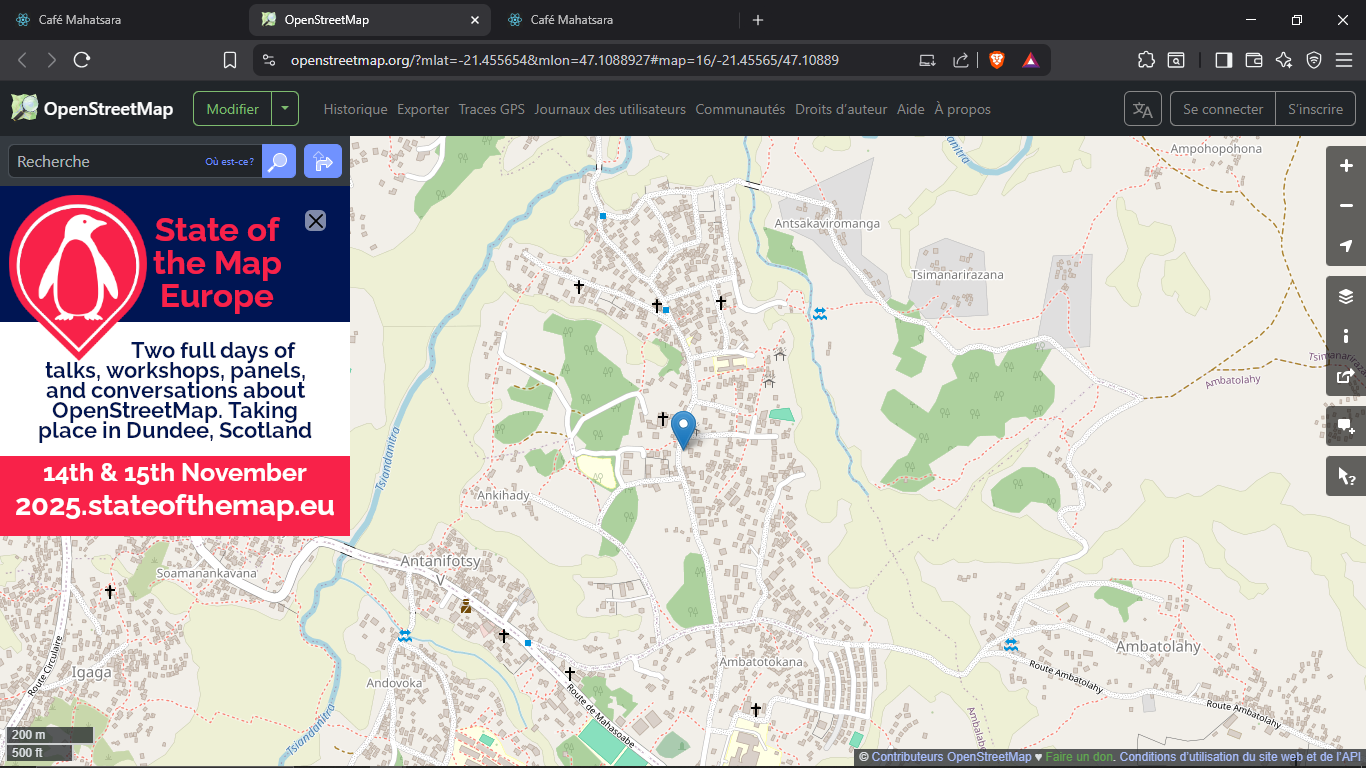 Café Mahatsara
OpenStreetMap
Café Mahatsara
openstreetmap.org/?mlat=-21.455654&mlon=47.1088927#map=16/-21.45565/47.10889
OpenStreetMap
Modifier
Historique
Exporter
Traces GPS
Journaux des utilisateurs
Communautés
Droits d’auteur
Aide
À propos
Se connecter
S’inscrire
Recherche
Où est-ce?
State of
the Map
Europe
Two full days of
talks, workshops, panels,
and conversations about
OpenStreetMap. Taking
place in Dundee, Scotland
14th & 15th November
2025.stateofthemap.eu
Tsiandanitra
Ampohopohona
Antsakaviromanga
Tsimanarirazana
Ambatolahy
Tsiandanitra
Ankihady
Antanifotsy
V
Soamanankavana
Route Circulaire
Igaga
Andovoka
Tsiandanitra
Route de Mahasoabe
Ambatotokana
Ambatolahy
Route Ambatolahy
Route Ambatolahy
200 m
500 ft
© Contributeurs OpenStreetMap ♥ Faire un don. Conditions d’utilisation du site web et de l’API